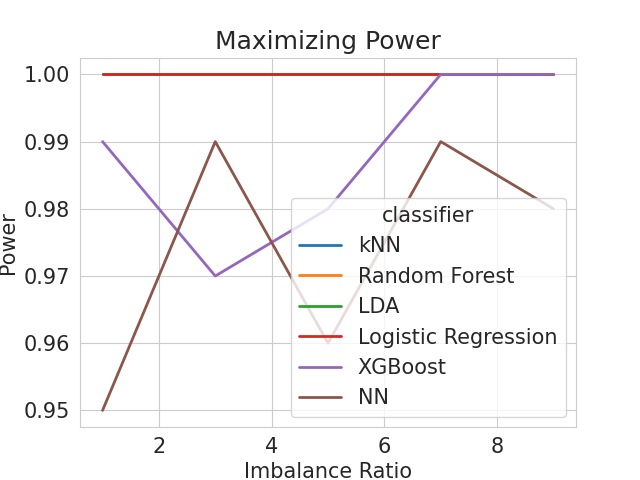 Maximizing Power
1.00
0.99
0.98
0.97
0.96
0.95
Power
classifier
kNN
Random Forest
LDA
Logistic Regression
XGBoost
NN
2 4 6 8
Imbalance Ratio